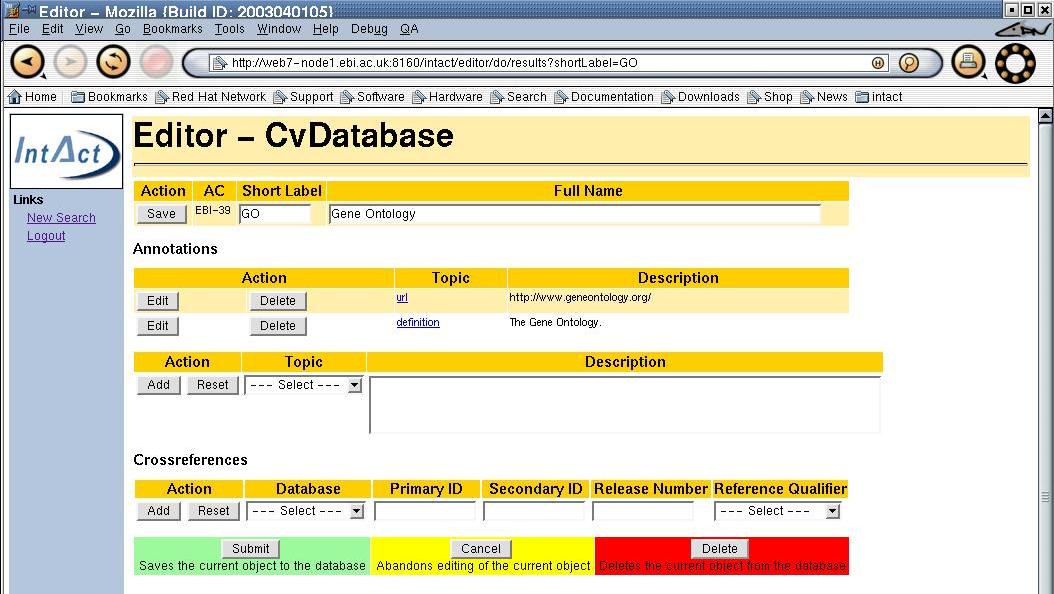 Editor – Mozilla {Build ID: 2003040105}
File Edit View Go Bookmarks Tools Window Help Debug QA
http://web7-node1.ebi.ac.uk:8160/intact/editor/do/results?shortLabel=GO
Home Bookmarks Red Hat Network Support Software Hardware Search Documentation Downloads Shop News intact
IntAct
Links
New Search
Logout
Editor – CvDatabase
Action AC Short Label Full Name
Save EBI-39 GO Gene Ontology
Annotations
Action Topic Description
Edit Delete url http://www.geneontology.org/
Edit Delete definition The Gene Ontology.
Action Topic Description
Add Reset --- Select ---
Crossreferences
Action Database Primary ID Secondary ID Release Number Reference Qualifier
Add Reset --- Select --- --- Select ---
Submit Cancel Delete
Saves the current object to the database Abandons editing of the current object Deletes the current object from the database